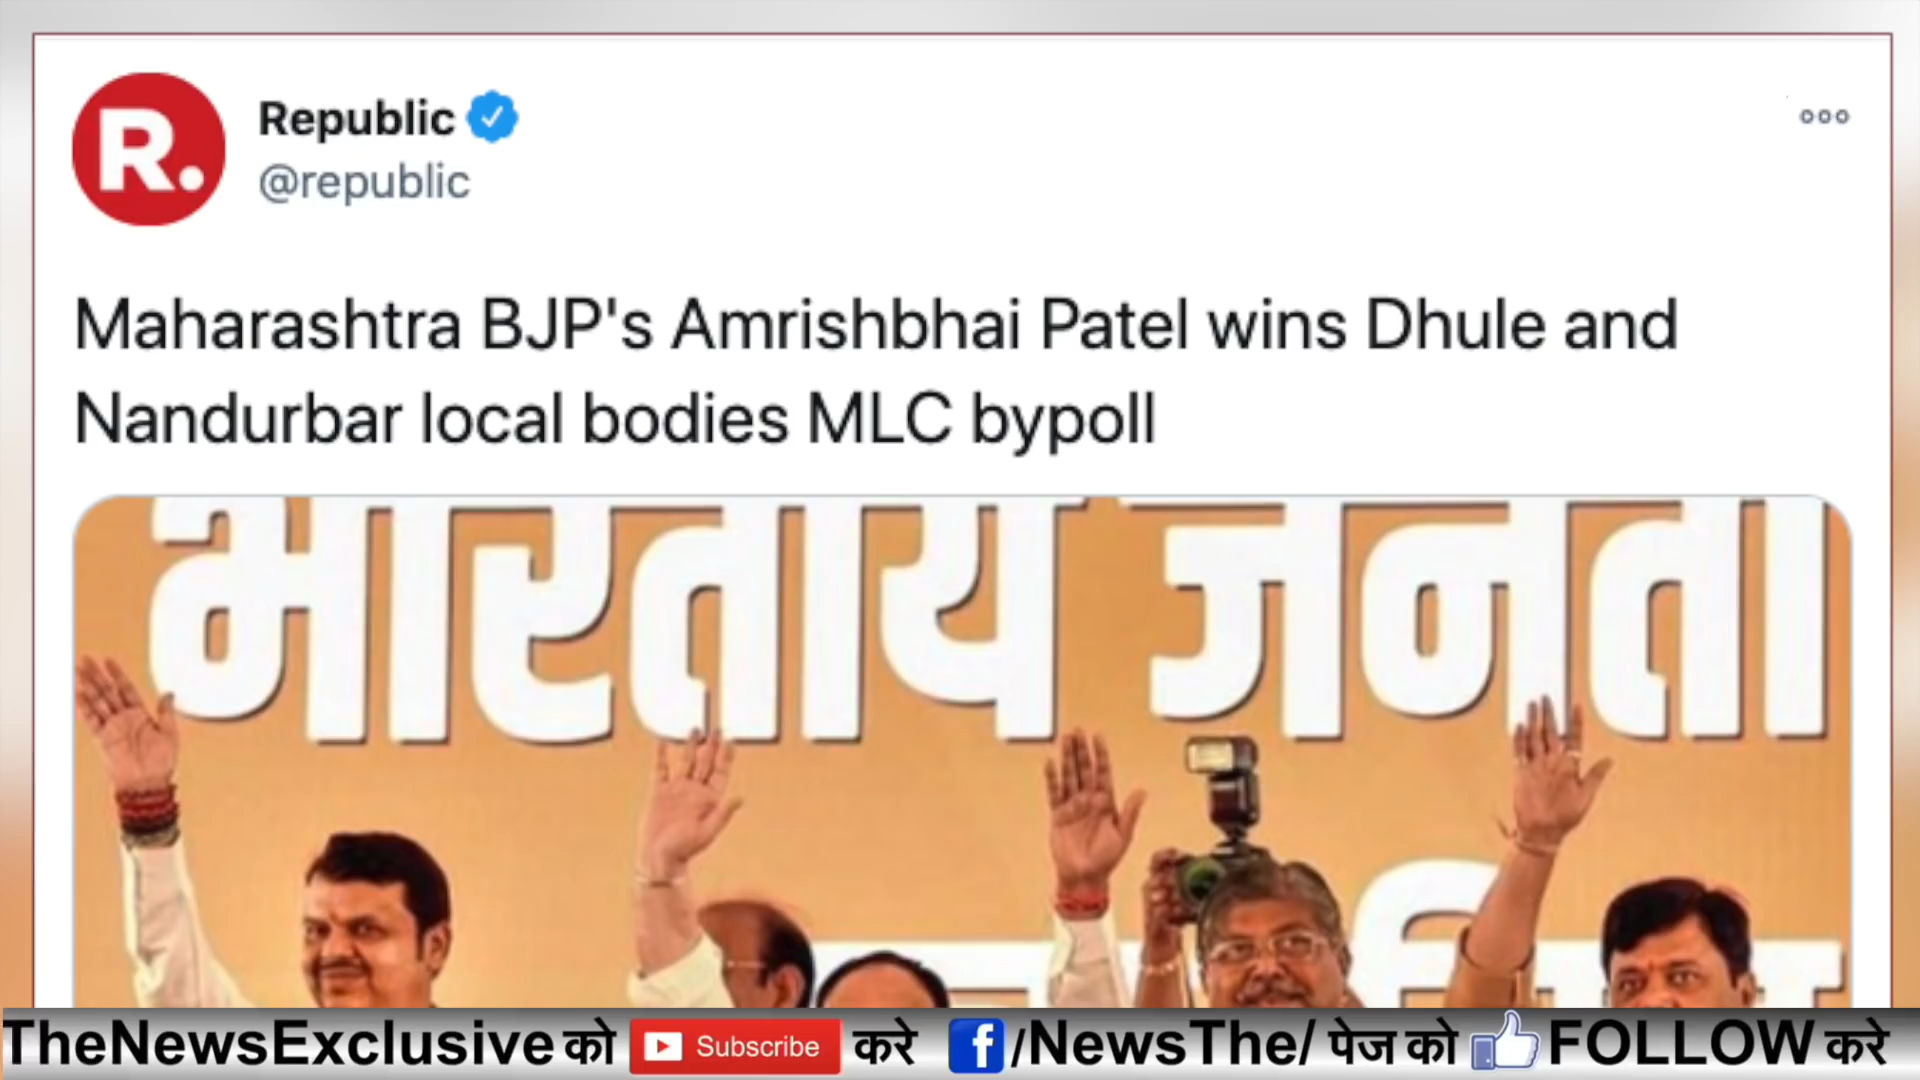 R.
Republic
@republic
Maharashtra BJP's Amrishbhai Patel wins Dhule and
Nandurbar local bodies MLC bypoll
भारतीय जनता
TheNewsExclusive को Subscribe करे f/NewsThe/ पेज को FOLLOW करे